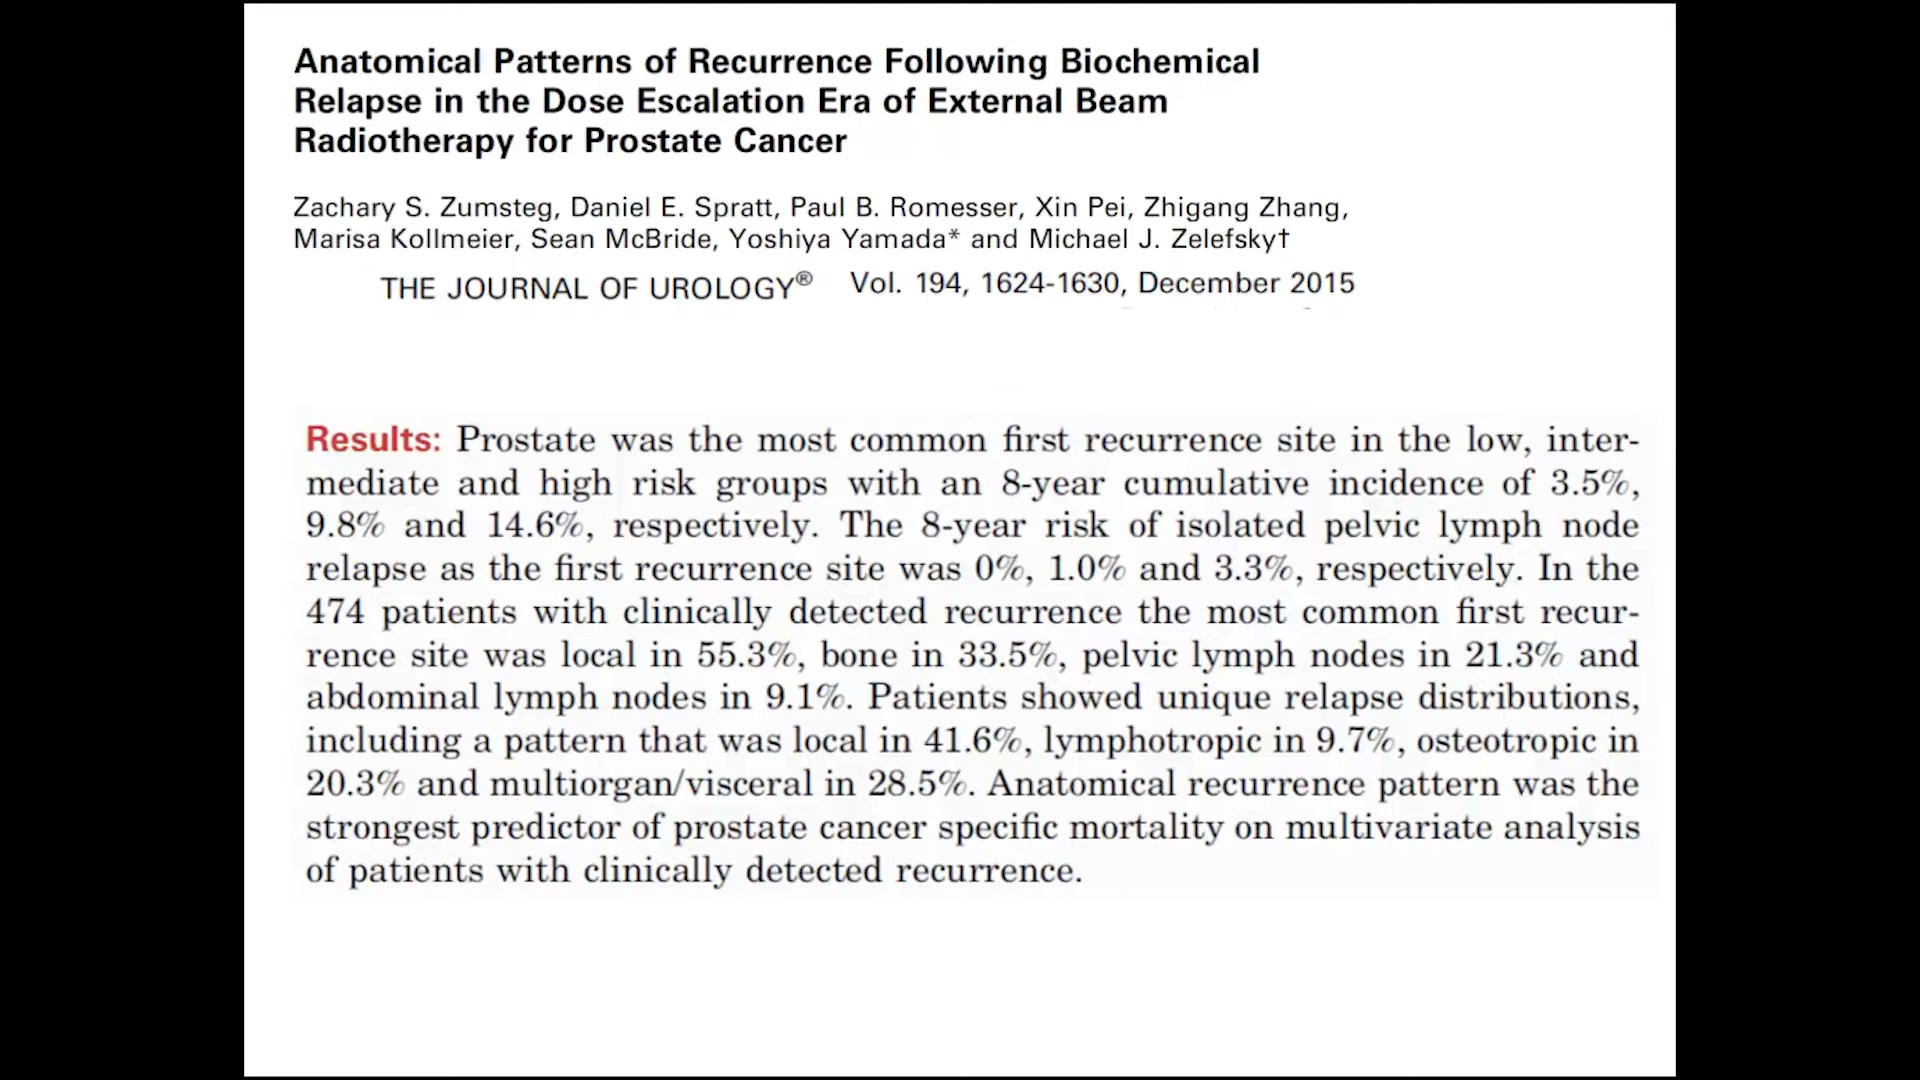 Anatomical Patterns of Recurrence Following Biochemical
Relapse in the Dose Escalation Era of External Beam
Radiotherapy for Prostate Cancer
Zachary S. Zumsteg, Daniel E. Spratt, Paul B. Romesser, Xin Pei, Zhigang Zhang,
Marisa Kollmeier, Sean McBride, Yoshiya Yamada* and Michael J. Zelefsky†
THE JOURNAL OF UROLOGY® Vol. 194, 1624-1630, December 2015
Results: Prostate was the most common first recurrence site in the low, inter-
mediate and high risk groups with an 8-year cumulative incidence of 3.5%,
9.8% and 14.6%, respectively. The 8-year risk of isolated pelvic lymph node
relapse as the first recurrence site was 0%, 1.0% and 3.3%, respectively. In the
474 patients with clinically detected recurrence the most common first recur-
rence site was local in 55.3%, bone in 33.5%, pelvic lymph nodes in 21.3% and
abdominal lymph nodes in 9.1%. Patients showed unique relapse distributions,
including a pattern that was local in 41.6%, lymphotropic in 9.7%, osteotropic in
20.3% and multiorgan/visceral in 28.5%. Anatomical recurrence pattern was the
strongest predictor of prostate cancer specific mortality on multivariate analysis
of patients with clinically detected recurrence.